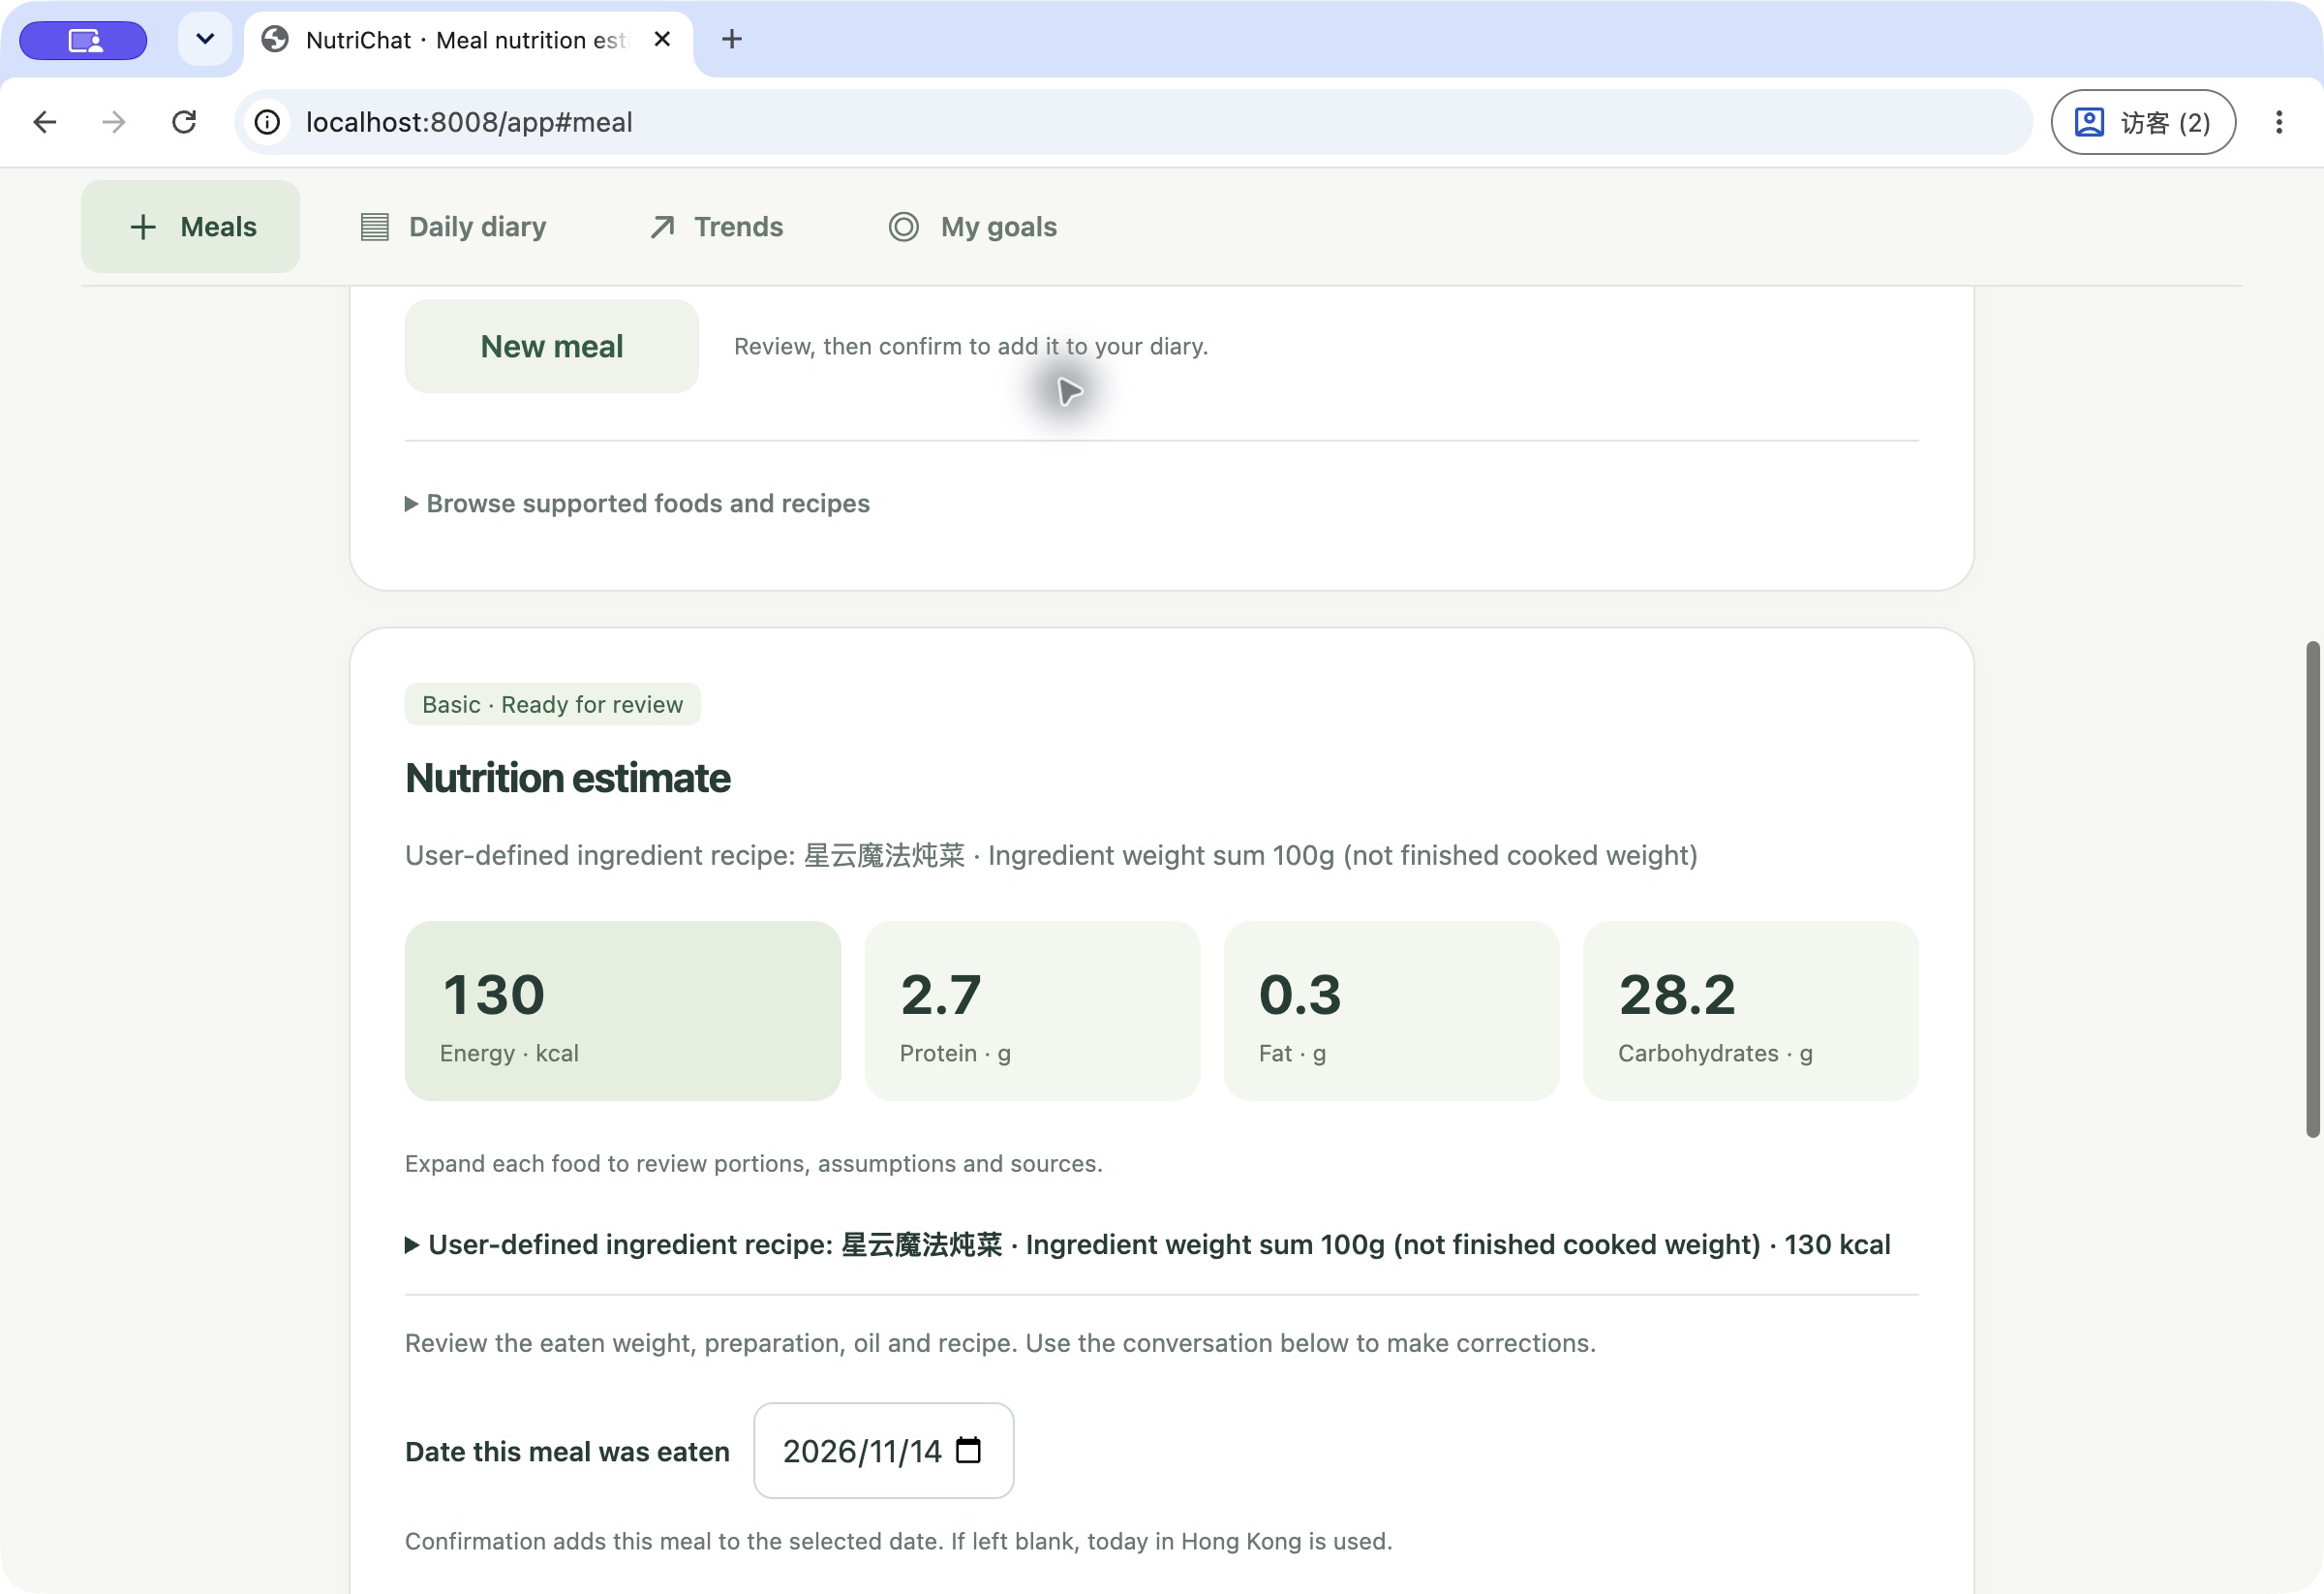 NutriChat · Meal nutrition est
localhost:8008/app#meal
访客 (2)
Meals
Daily diary
Trends
My goals
New meal
Review, then confirm to add it to your diary.
Browse supported foods and recipes
Basic · Ready for review
Nutrition estimate
User-defined ingredient recipe: 星云魔法炖菜 · Ingredient weight sum 100g (not finished cooked weight)
130
Energy · kcal
2.7
Protein · g
0.3
Fat · g
28.2
Carbohydrates · g
Expand each food to review portions, assumptions and sources.
User-defined ingredient recipe: 星云魔法炖菜 · Ingredient weight sum 100g (not finished cooked weight) · 130 kcal
Review the eaten weight, preparation, oil and recipe. Use the conversation below to make corrections.
Date this meal was eaten
2026/11/14
Confirmation adds this meal to the selected date. If left blank, today in Hong Kong is used.